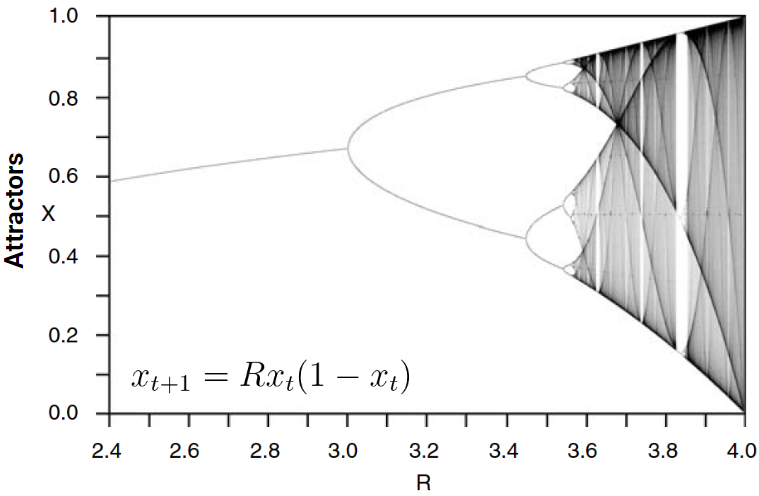 1.0
0.8
0.6
0.4
0.2
0.0
Attractors
X
x_{t+1} = Rx_t(1 − x_t)
2.4 2.6 2.8 3.0 3.2 3.4 3.6 3.8 4.0
R